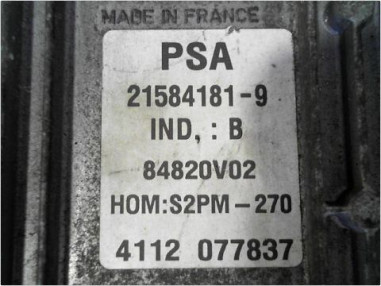 MADE IN FRANCE
PSA
21584181-9
IND, : B
84820V02
HOM:S2PM-270
4112 077837